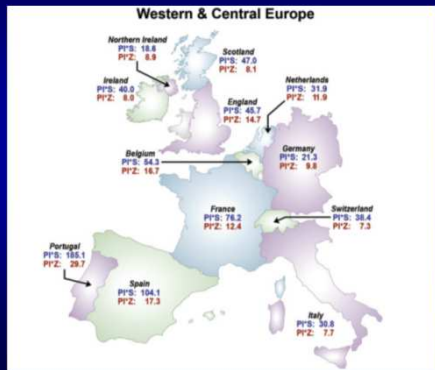 Western & Central Europe
Northern Ireland
PI*S: 18.6
PI*Z: 8.9
Scotland
PI*S: 47.0
PI*Z: 8.1
Ireland
PI*S: 40.0
PI*Z: 8.0
England
PI*S: 45.7
PI*Z: 14.7
Netherlands
PI*S: 31.9
PI*Z: 11.9
Belgium
PI*S: 54.3
PI*Z: 16.7
Germany
PI*S: 21.3
PI*Z: 9.8
France
PI*S: 76.2
PI*Z: 12.4
Switzerland
PI*S: 38.4
PI*Z: 7.3
Portugal
PI*S: 185.1
PI*Z: 29.7
Spain
PI*S: 104.1
PI*Z: 17.3
Italy
PI*S: 30.8
PI*Z: 7.7